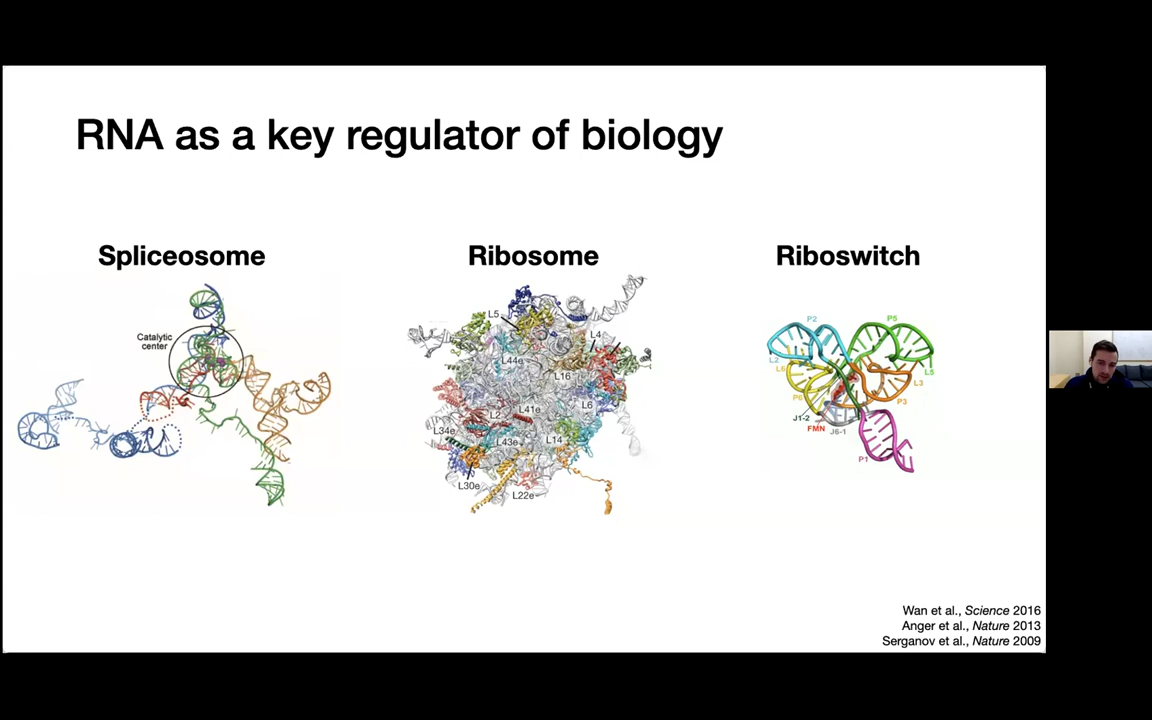 RNA as a key regulator of biology
Spliceosome
Ribosome
Riboswitch
Catalytic
center
L5
L4
L44e
L16
L41e
L6
L2
L34e
L43e
L14
L30e
L22e
P2
P5
L2
L6
L5
L3
P6
P3
J1-2
FMN
J6-1
P1
Wan et al., Science 2016
Anger et al., Nature 2013
Serganov et al., Nature 2009